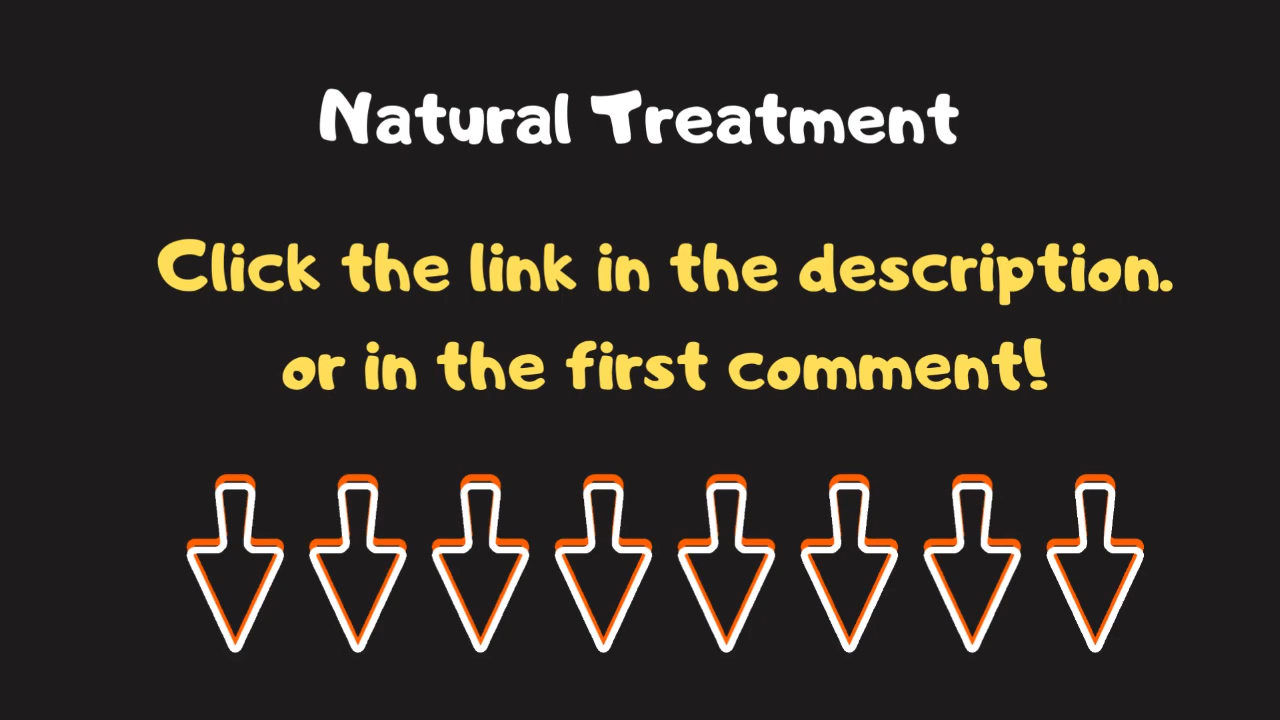 Natural Treatment
Click the link in the description.
or in the first comment!